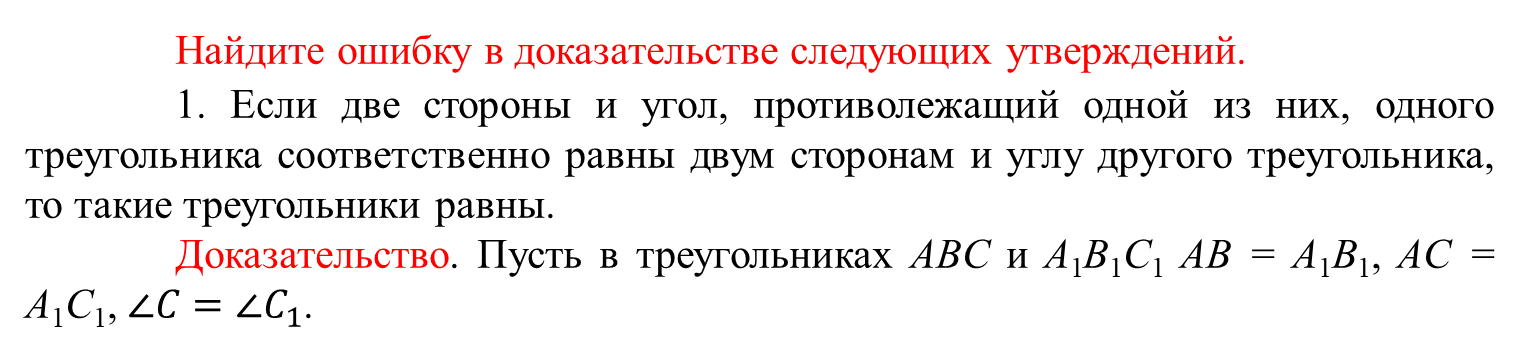 Найдите ошибку в доказательстве следующих утверждений.
1. Если две стороны и угол, противолежащий одной из них, одного
треугольника соответственно равны двум сторонам и углу другого треугольника,
то такие треугольники равны.
Доказательство. Пусть в треугольниках ABC и A₁B₁C₁ AB = A₁B₁, AC =
A₁C₁, ∠C = ∠C₁.